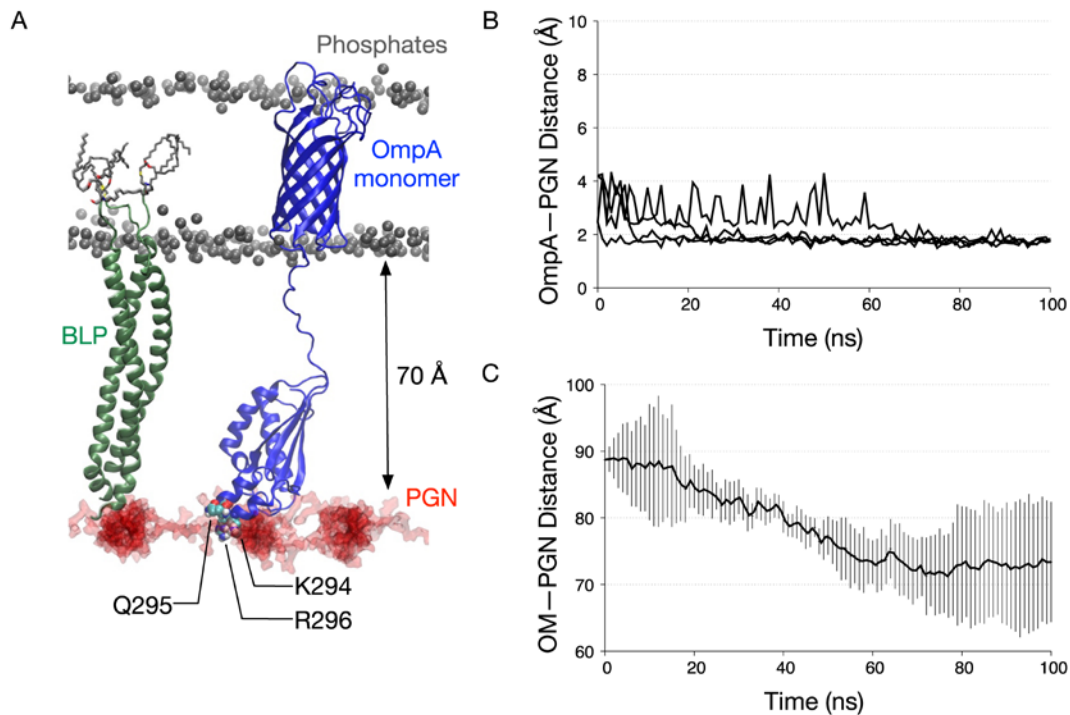 A
Phosphates
OmpA
monomer
BLP
70 Å
PGN
Q295
K294
R296
B
OmpA—PGN Distance (Å)
10
8
6
4
2
0
0
20
40
60
80
100
Time (ns)
C
OM—PGN Distance (Å)
100
90
80
70
60
0
20
40
60
80
100
Time (ns)